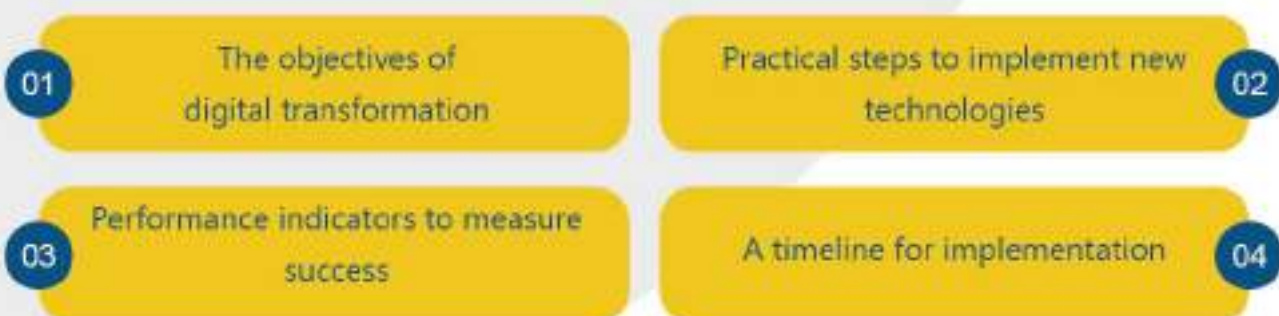 01
The objectives of
digital transformation
Practical steps to implement new
technologies
02
03
Performance indicators to measure
success
A timeline for implementation
04